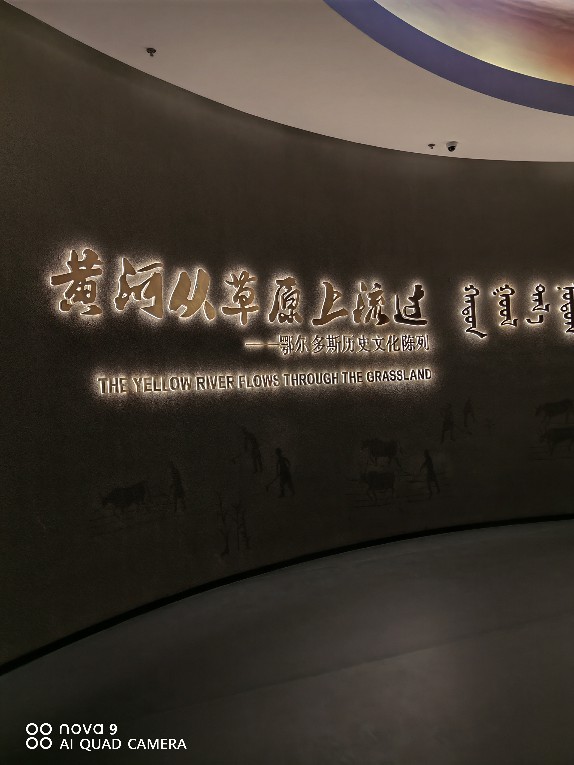 黄河从草原上流过
——鄂尔多斯历史文化陈列
THE YELLOW RIVER FLOWS THROUGH THE GRASSLAND
nova 9
AI QUAD CAMERA